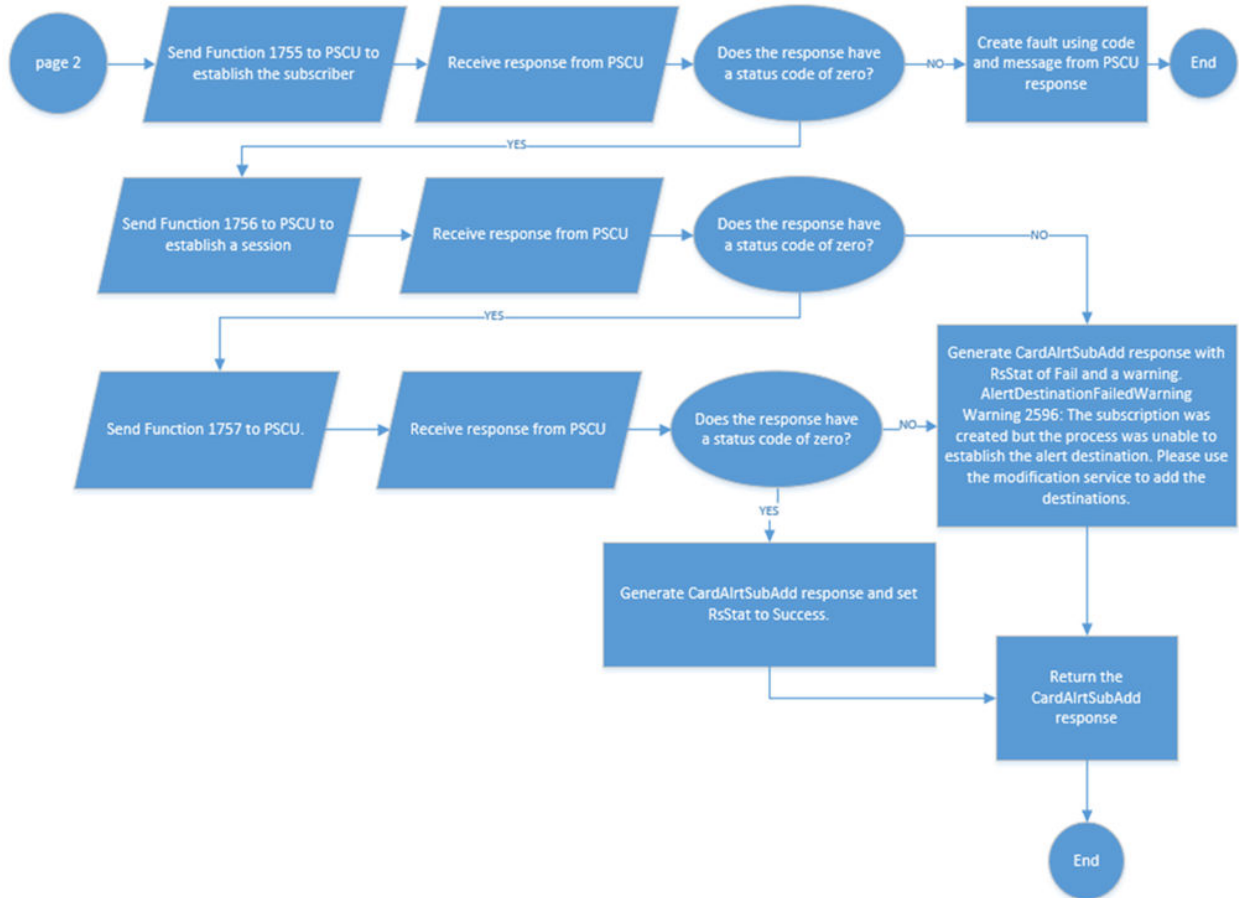 page 2
Send Function 1755 to PSCU to
establish the subscriber
Receive response from PSCU
Does the response have
a status code of zero?
NO
Create fault using code
and message from PSCU
response
End
YES
Send Function 1756 to PSCU to
establish a session
Receive response from PSCU
Does the response have
a status code of zero?
NO
YES
Send Function 1757 to PSCU.
Receive response from PSCU
Does the response have
a status code of zero?
NO
Generate CardAlrtSubAdd response with
RsStat of Fail and a warning.
AlertDestinationFailedWarning
Warning 2596: The subscription was
created but the process was unable to
establish the alert destination. Please use
the modification service to add the
destinations.
YES
Generate CardAlrtSubAdd response and set
RsStat to Success.
Return the
CardAlrtSubAdd
response
End